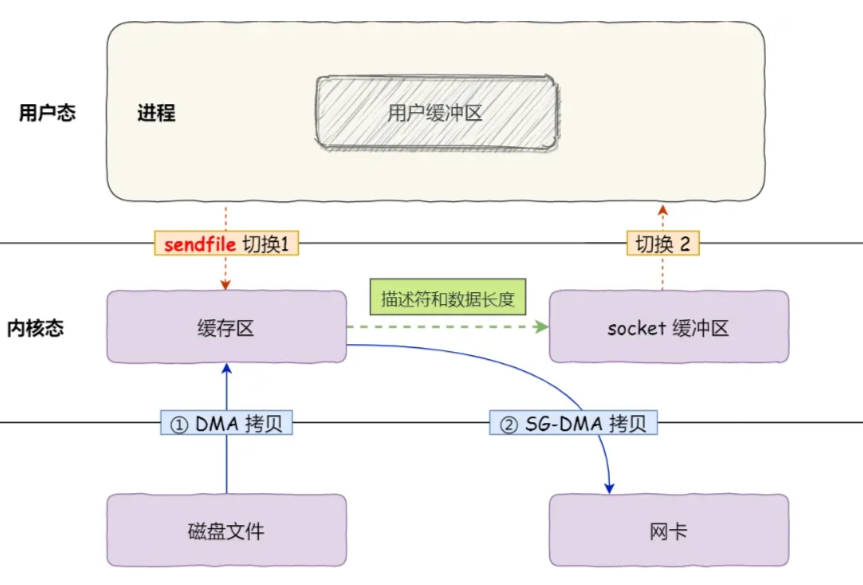 用户态
进程
用户缓冲区
sendfile 切换1
切换 2
内核态
缓存区
描述符和数据长度
socket 缓冲区
① DMA 拷贝
② SG-DMA 拷贝
磁盘文件
网卡